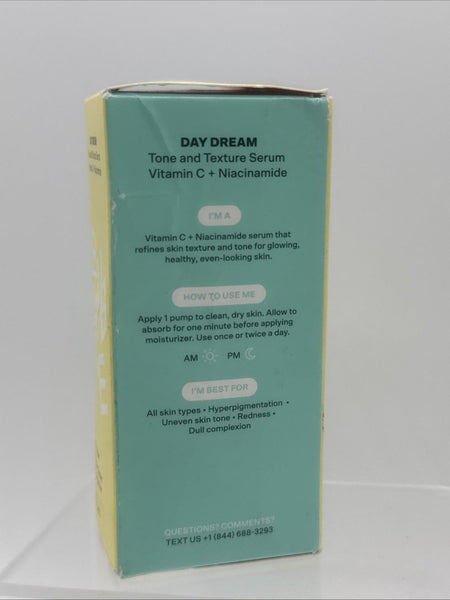 DAY DREAM
Tone and Texture Serum
Vitamin C + Niacinamide
I'M A
Vitamin C + Niacinamide serum that
refines skin texture and tone for glowing,
healthy, even-looking skin.
HOW TO USE ME
Apply 1 pump to clean, dry skin. Allow to
absorb for one minute before applying
moisturizer. Use once or twice a day.
AM PM
I'M BEST FOR
All skin types • Hyperpigmentation •
Uneven skin tone • Redness •
Dull complexion
QUESTIONS? COMMENTS?
TEXT US +1 (844) 688-3293